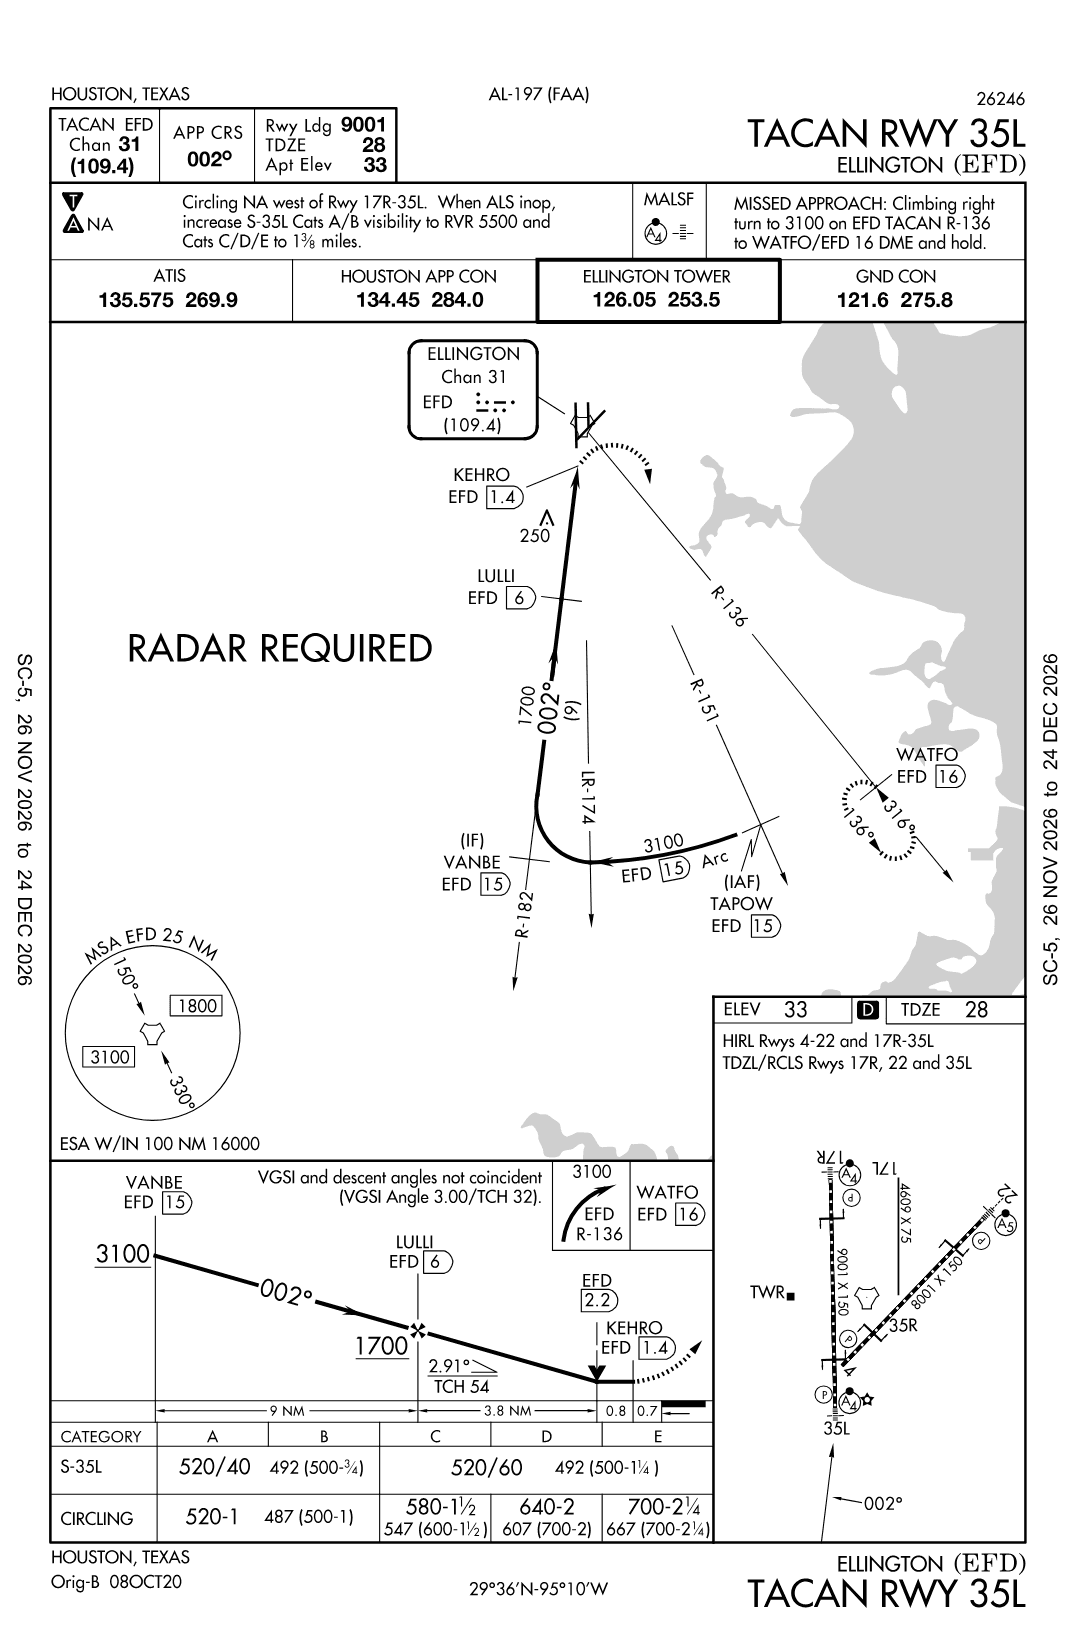 HOUSTON, TEXAS
AL-197 (FAA)
26246
TACAN RWY 35L
ELLINGTON (EFD)
TACAN EFD
Chan 31
(109.4)
APP CRS
002°
Rwy Ldg 9001
TDZE 28
Apt Elev 33
T
A NA
Circling NA west of Rwy 17R-35L. When ALS inop,
increase S-35L Cats A/B visibility to RVR 5500 and
Cats C/D/E to 1⅜ miles.
MALSF
A4
MISSED APPROACH: Climbing right
turn to 3100 on EFD TACAN R-136
to WATFO/EFD 16 DME and hold.
ATIS
135.575 269.9
HOUSTON APP CON
134.45 284.0
ELLINGTON TOWER
126.05 253.5
GND CON
121.6 275.8
ELLINGTON
Chan 31
EFD
(109.4)
KEHRO
EFD 1.4
250
LULLI
EFD 6
RADAR REQUIRED
R-136
R-151
1700
002°
(9)
LR-174
WATFO
EFD 16
316°
136°
3100
EFD 15 Arc
(IF)
VANBE
EFD 15
(IAF)
TAPOW
EFD 15
R-182
MSA EFD 25 NM
150°
1800
3100
330°
ESA W/IN 100 NM 16000
SC-5, 26 NOV 2026 to 24 DEC 2026
SC-5, 26 NOV 2026 to 24 DEC 2026
ELEV 33
D
TDZE 28
HIRL Rwys 4-22 and 17R-35L
TDZL/RCLS Rwys 17R, 22 and 35L
17R
A4
P
17L
4609 X 75
22
A5
P
9001 X 150
8001 X 150
TWR
35R
P
4
P
A4
35L
002°
VANBE
EFD 15
VGSI and descent angles not coincident
(VGSI Angle 3.00/TCH 32).
3100
EFD
R-136
WATFO
EFD 16
3100
002°
LULLI
EFD 6
1700
2.91°
TCH 54
EFD
2.2
KEHRO
EFD 1.4
9 NM
3.8 NM
0.8
0.7
CATEGORY A B C D E
S-35L 520/40 492 (500-¾) 520/60 492 (500-1¼)
CIRCLING 520-1 487 (500-1) 580-1½ 547 (600-1½) 640-2 607 (700-2) 700-2¼ 667 (700-2¼)
HOUSTON, TEXAS
Orig-B 08OCT20
29°36'N-95°10'W
ELLINGTON (EFD)
TACAN RWY 35L